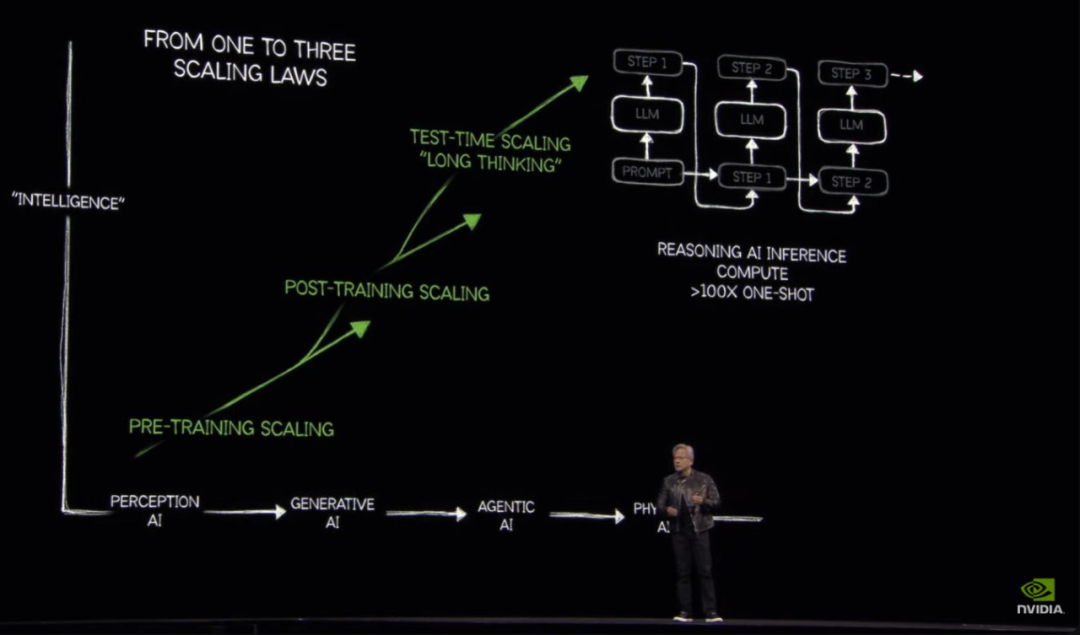 FROM ONE TO THREE
SCALING LAWS
"INTELLIGENCE"
TEST-TIME SCALING
"LONG THINKING"
POST-TRAINING SCALING
PRE-TRAINING SCALING
STEP 1
STEP 2
STEP 3
LLM
LLM
LLM
PROMPT
STEP 1
STEP 2
REASONING AI INFERENCE
COMPUTE
>100X ONE-SHOT
PERCEPTION
AI
GENERATIVE
AI
AGENTIC
AI
PHY
AI
NVIDIA.